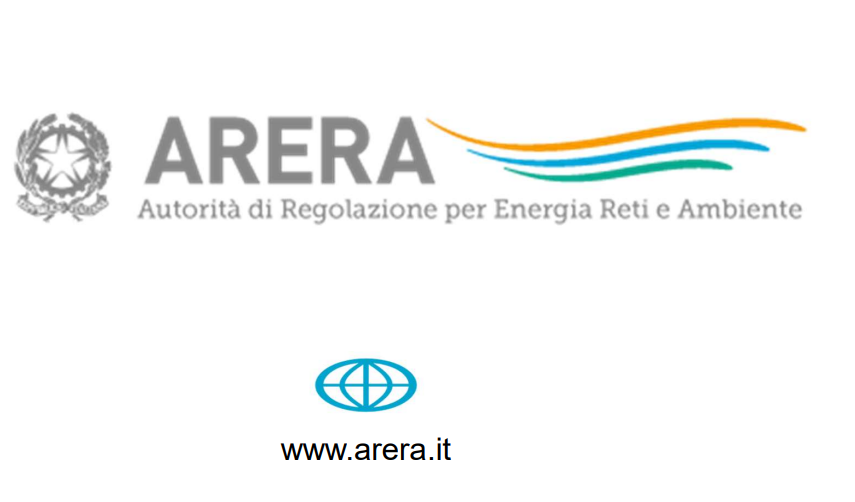 ARERA
Autorità di Regolazione per Energia Reti e Ambiente
www.arera.it